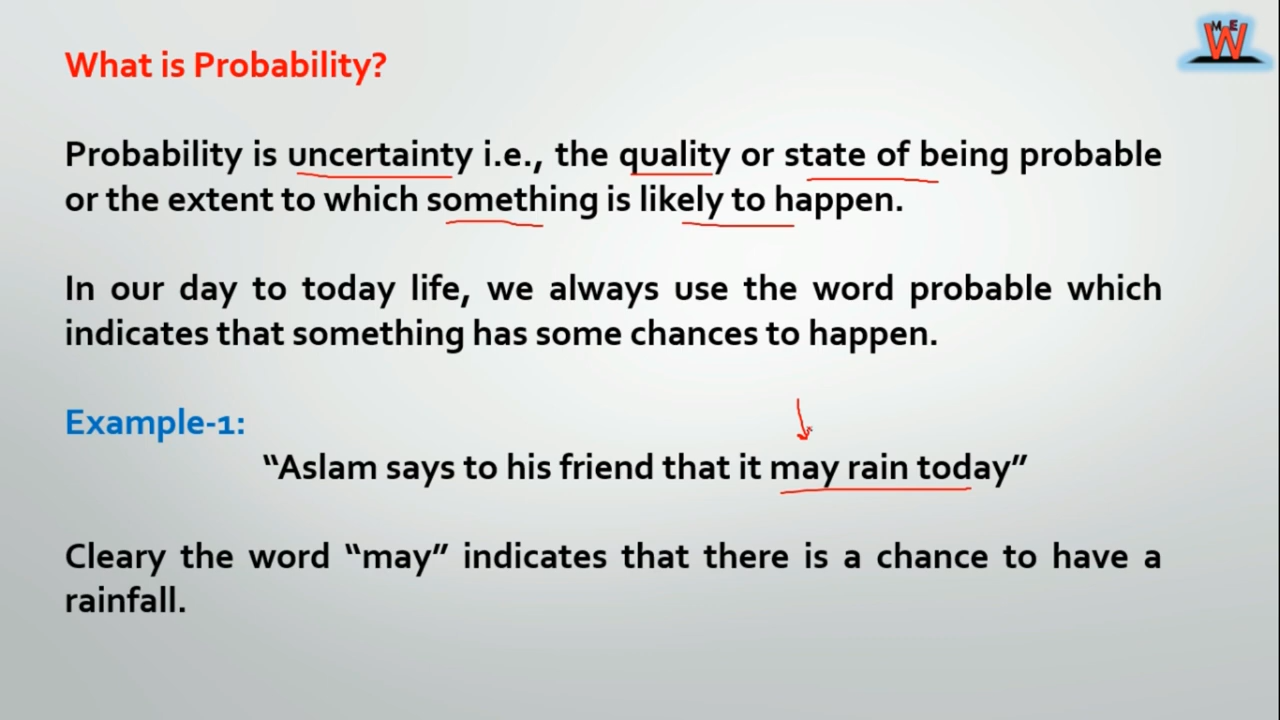 What is Probability?
Probability is uncertainty i.e., the quality or state of being probable
or the extent to which something is likely to happen.
In our day to today life, we always use the word probable which
indicates that something has some chances to happen.
Example-1:
“Aslam says to his friend that it may rain today”
Cleary the word “may” indicates that there is a chance to have a
rainfall.
M E
W